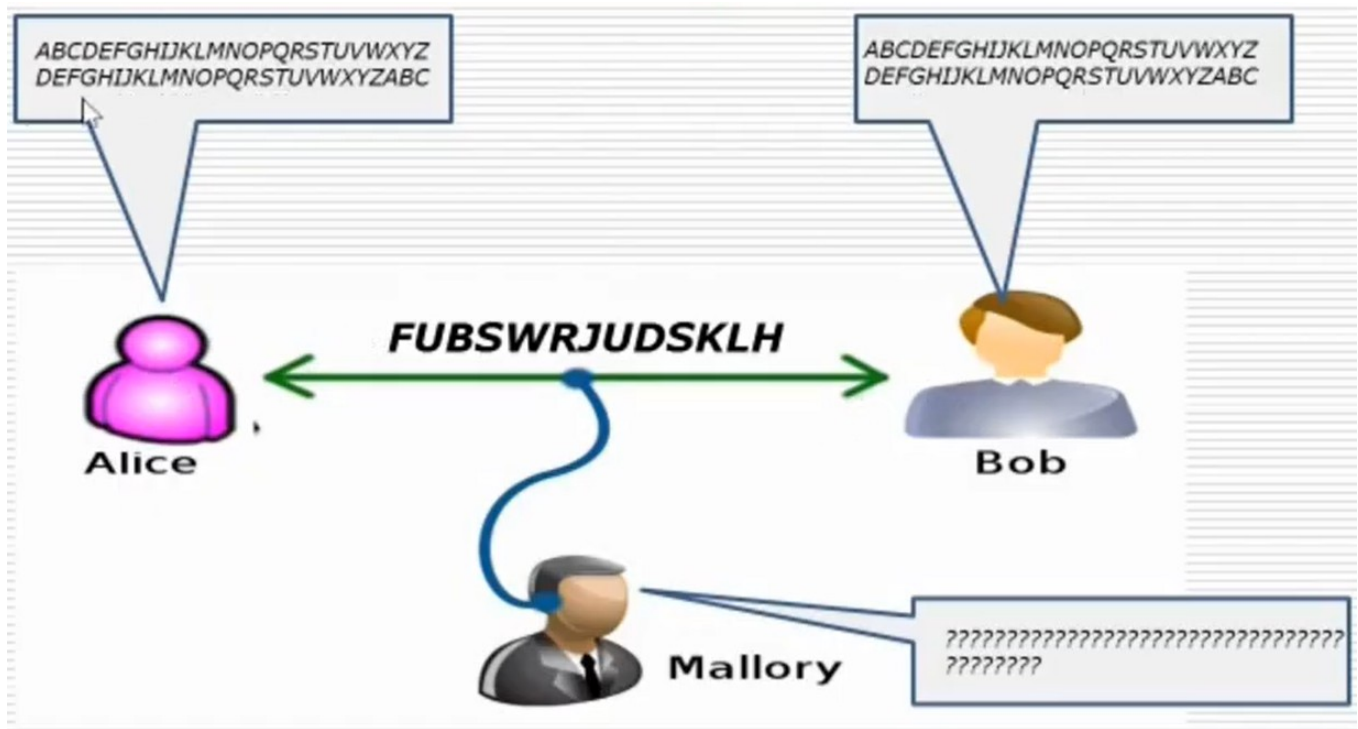 ABCDEFGHIJKLMNOPQRSTUVWXYZ
DEFGHIJKLMNOPQRSTUVWXYZABC
ABCDEFGHIJKLMNOPQRSTUVWXYZ
DEFGHIJKLMNOPQRSTUVWXYZABC
FUBSWRJUDSKLH
Alice
Bob
Mallory
?????????????????????????????????
????????